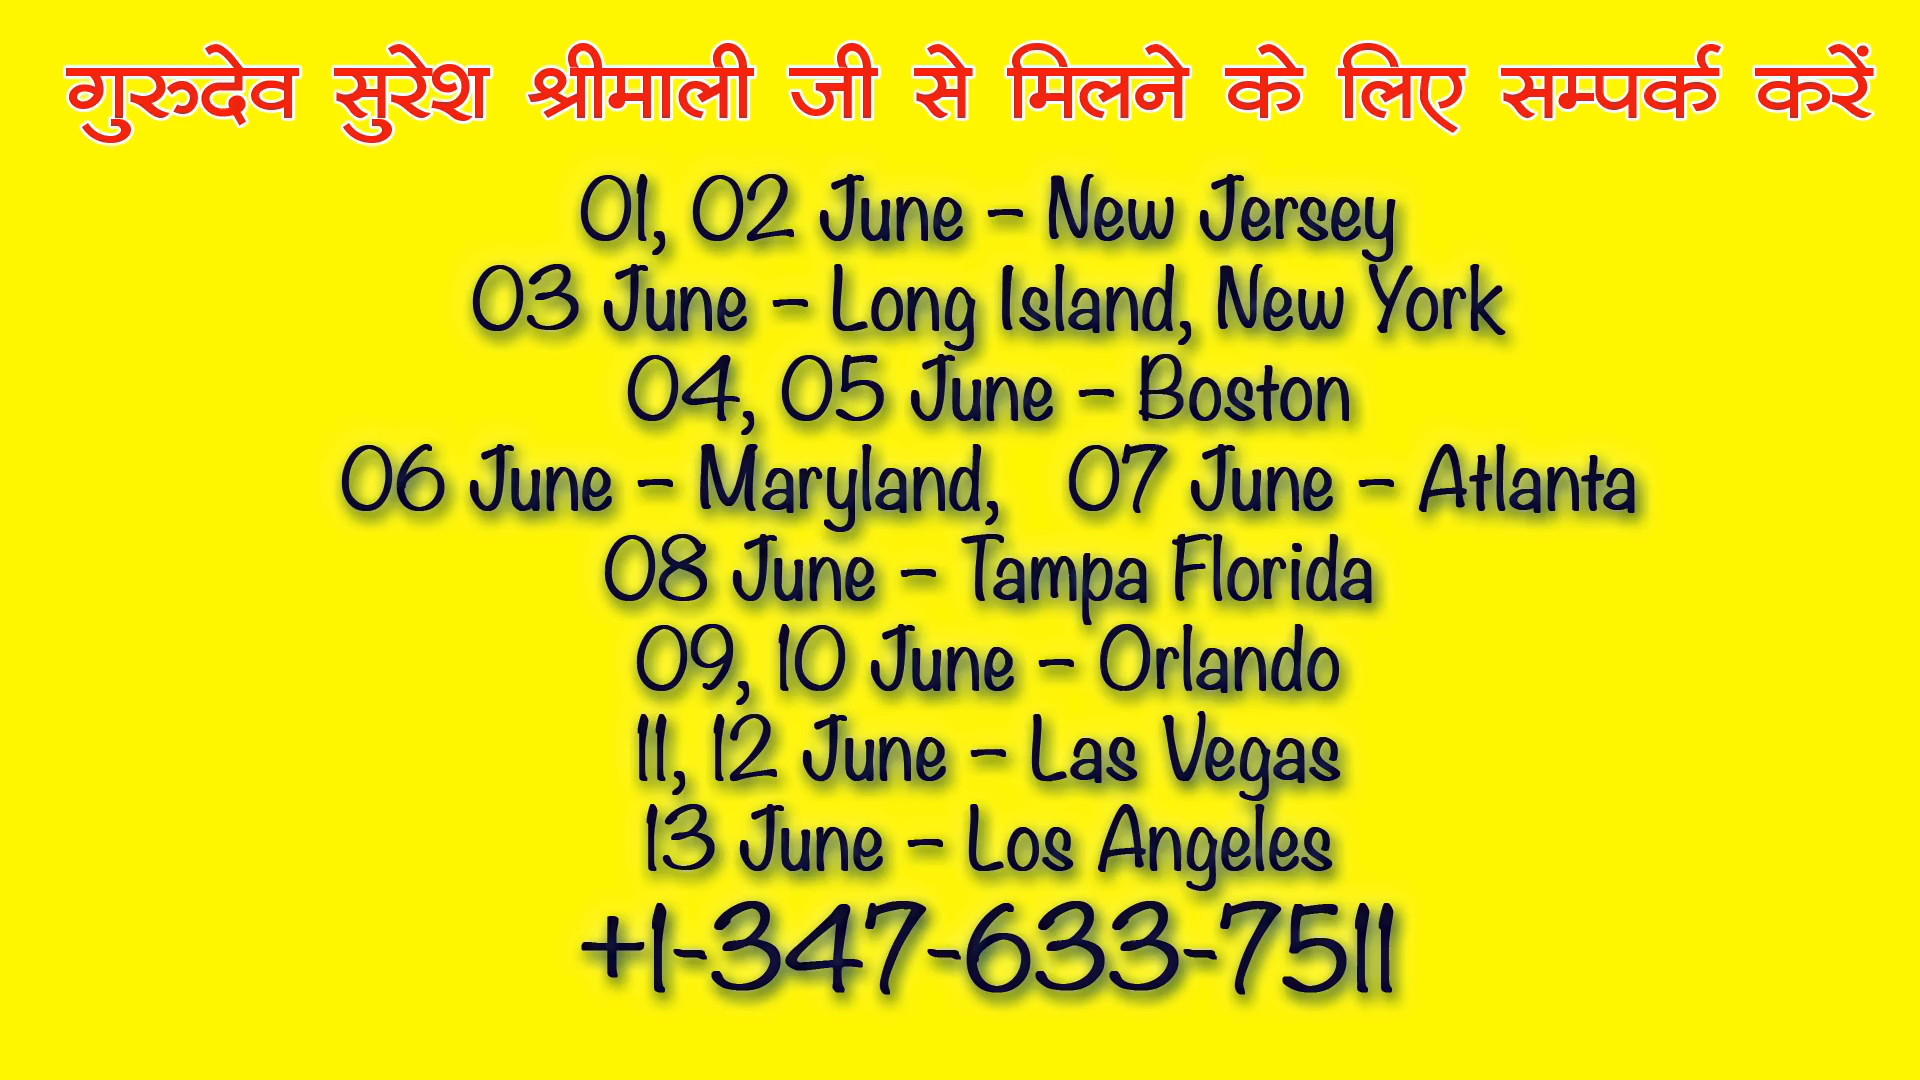 गुरुदेव सुरेश श्रीमाली जी से मिलने के लिए सम्पर्क करें
01, 02 June – New Jersey
03 June – Long Island, New York
04, 05 June – Boston
06 June – Maryland, 07 June – Atlanta
08 June – Tampa Florida
09, 10 June – Orlando
11, 12 June – Las Vegas
13 June – Los Angeles
+1-347-633-7511